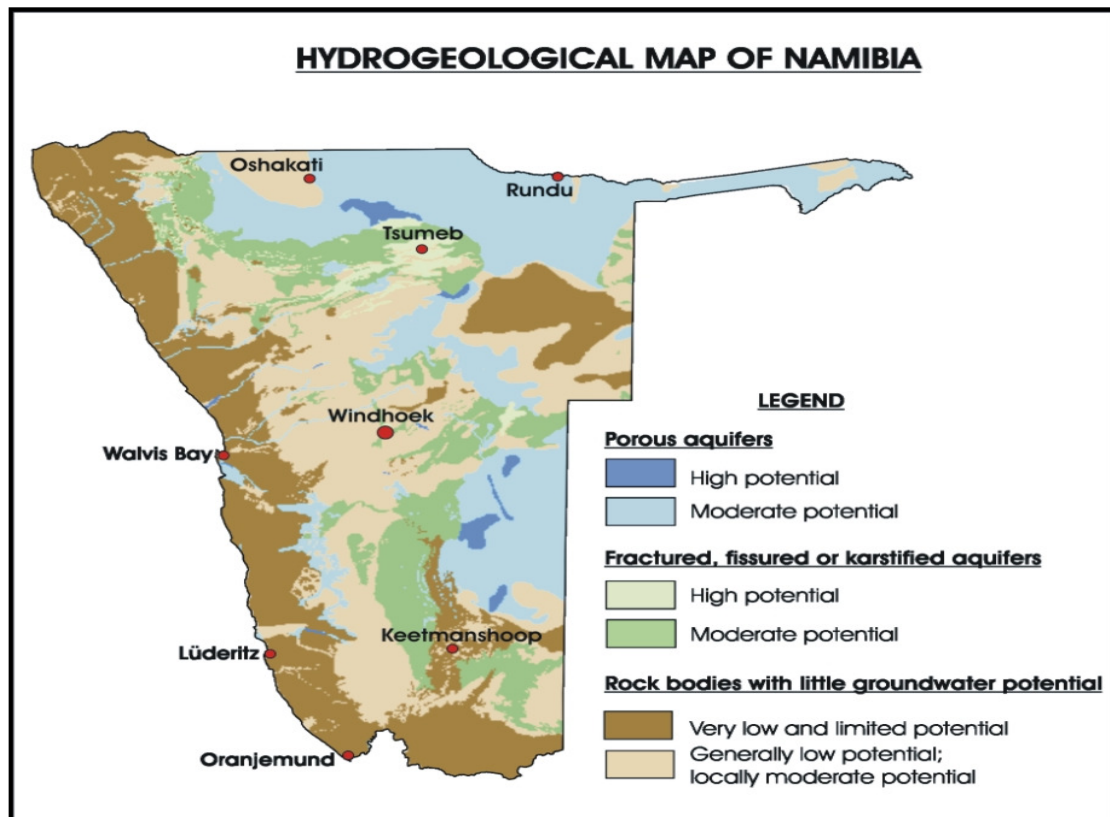 HYDROGEOLOGICAL MAP OF NAMIBIA
Oshakati
Rundu
Tsumeb
Windhoek
Walvis Bay
Keetmanshoop
Lüderitz
Oranjemund
LEGEND
Porous aquifers
High potential
Moderate potential
Fractured, fissured or karstified aquifers
High potential
Moderate potential
Rock bodies with little groundwater potential
Very low and limited potential
Generally low potential;
locally moderate potential